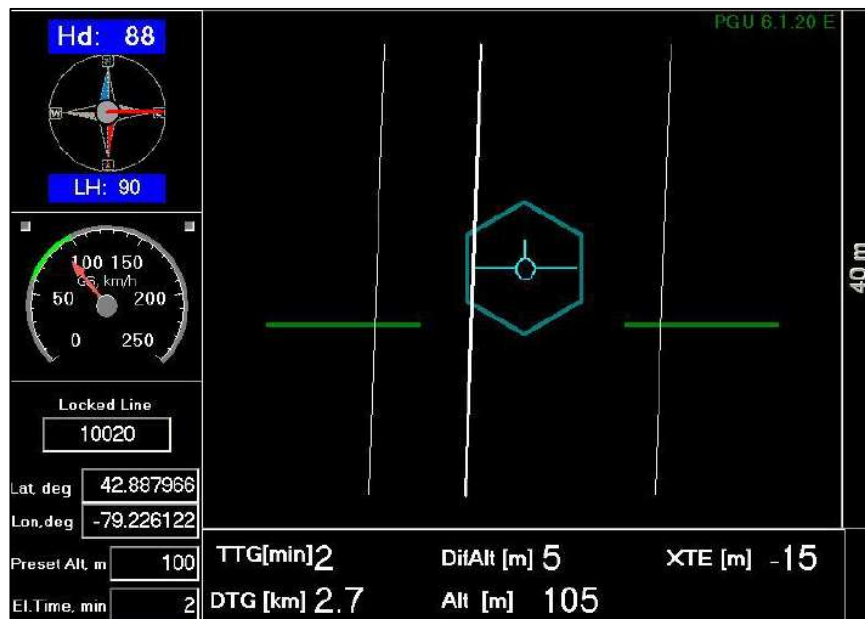 Hd: 88
W
LH: 90
PGU 6.1.20 E
100 150
GS, km/h
50 200
0 250
40 m
Locked Line
10020
Lat, deg 42.887966
Lon,deg -79.226122
Preset Alt, m 100
El.Time, min 2
TTG[min] 2 DifAlt [m] 5 XTE [m] -15
DTG [km] 2.7 Alt [m] 105